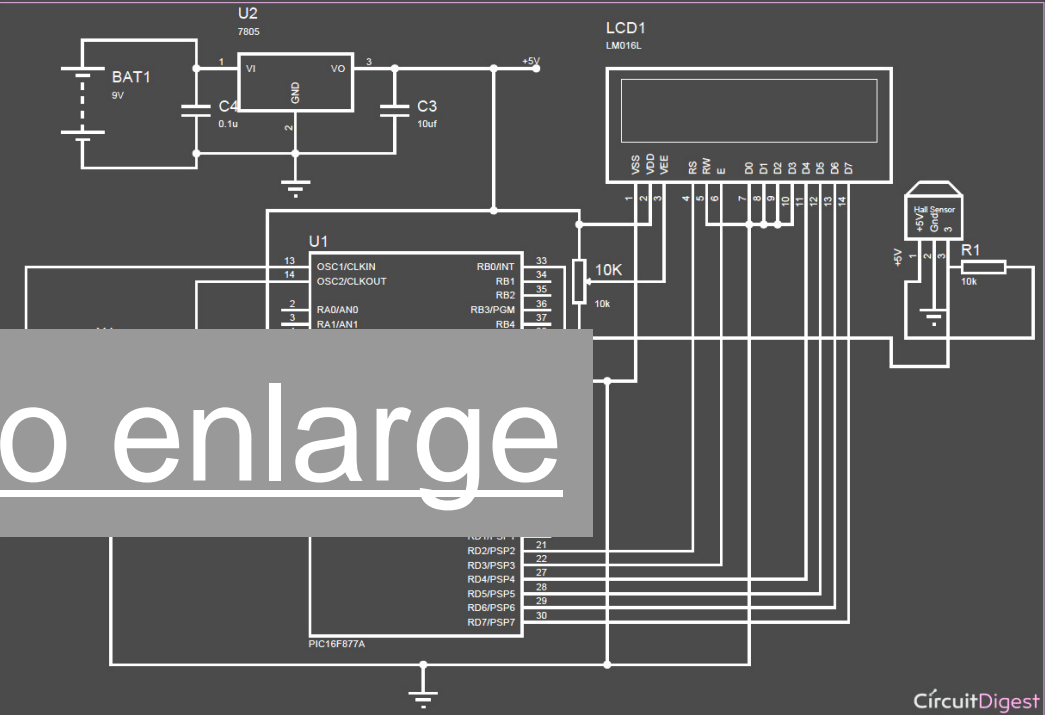 U2
7805
LCD1
LM016L
BAT1
9V
1
VI
VO
3
+5V
GND
2
C4
0.1u
C3
10uf
VSS
VDD
VEE
RS
RW
E
D0
D1
D2
D3
D4
D5
D6
D7
1
2
3
4
5
6
7
8
9
10
11
12
13
14
Hall Sensor
+5V
Gnd
3
+5V
1
2
3
R1
10k
U1
13
OSC1/CLKIN
14
OSC2/CLKOUT
2
RA0/AN0
3
RA1/AN1
RB0/INT
33
RB1
34
RB2
35
RB3/PGM
36
RB4
37
10K
10k
o enlarge
RD2/PSP2
21
RD3/PSP3
22
RD4/PSP4
27
RD5/PSP5
28
RD6/PSP6
29
RD7/PSP7
30
PIC16F877A
CírcuitDigest